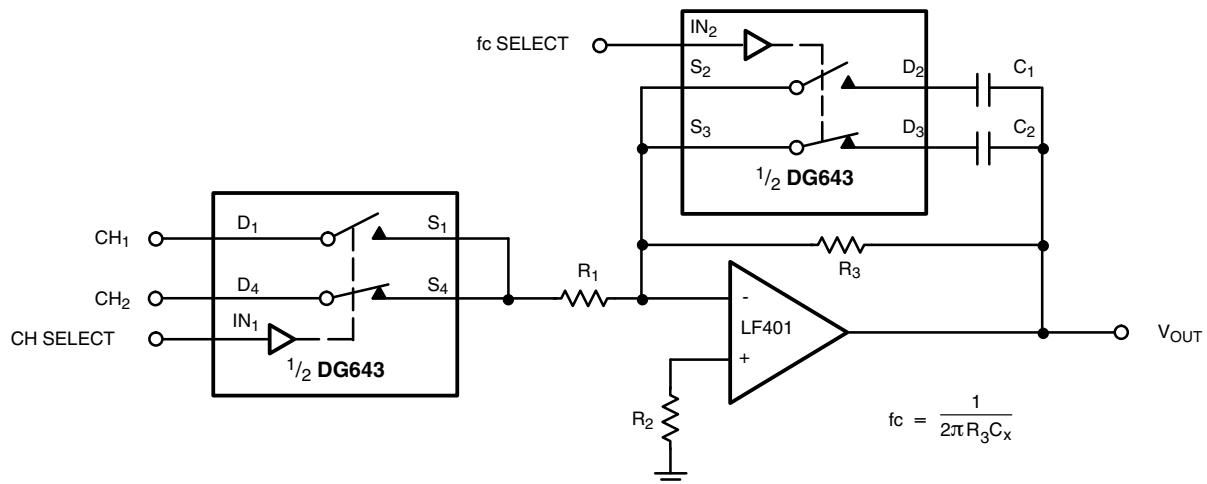 fc SELECT
IN₂
S₂
D₂
C₁
S₃
D₃
C₂
¹/₂ DG643
CH₁
D₁
S₁
R₁
R₃
CH₂
D₄
S₄
-
LF401
CH SELECT
IN₁
+
V_OUT
¹/₂ DG643
R₂
fc = 1 / 2πR₃Cₓ